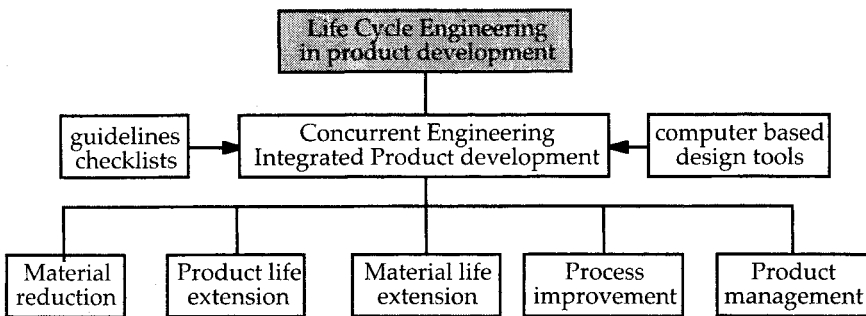 Life Cycle Engineering
in product development
guidelines
checklists
Concurrent Engineering
Integrated Product development
computer based
design tools
Material
reduction
Product life
extension
Material life
extension
Process
improvement
Product
management